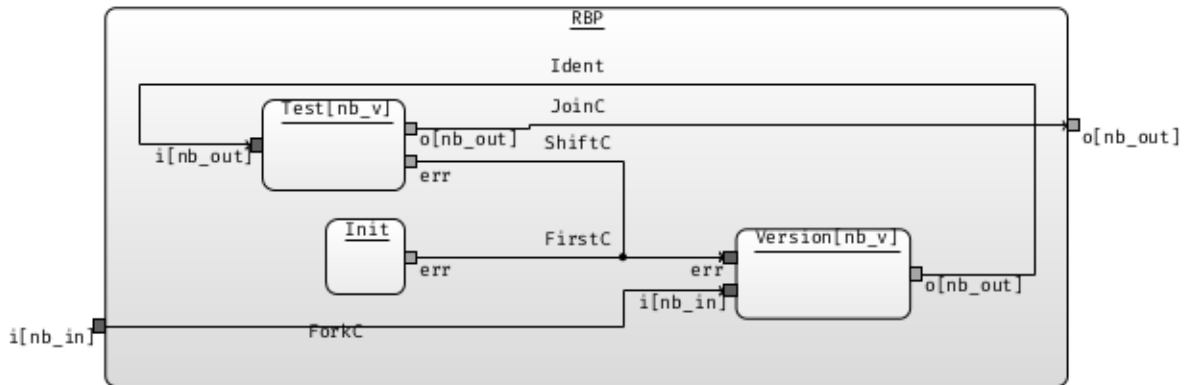 RBP
Ident
Test[nb_v]
JoinC
o[nb_out]
o[nb_out]
ShiftC
i[nb_out]
err
Init
FirstC
Version[nb_v]
err
err
o[nb_out]
i[nb_in]
ForkC
i[nb_in]